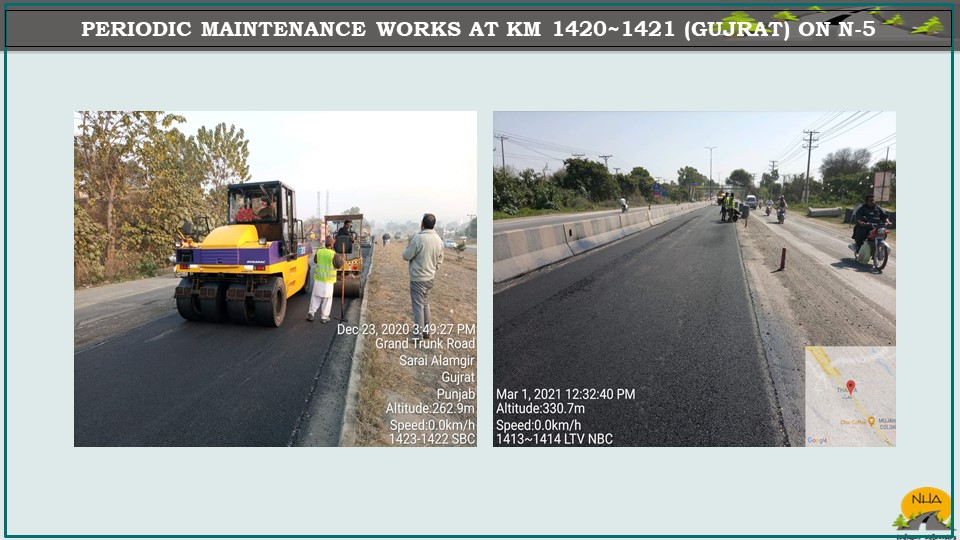 PERIODIC MAINTENANCE WORKS AT KM 1420~1421 (GUJRAT) ON N-5
Dec 23, 2020 3:49:27 PM
Grand Trunk Road
Sarai Alamgir
Gujrat
Punjab
Altitude:262.9m
Speed:0.0km/h
1423-1422 SBC
Mar 1, 2021 12:32:40 PM
Altitude:330.7m
Speed:0.0km/h
1413~1414 LTV NBC
Google
NHA